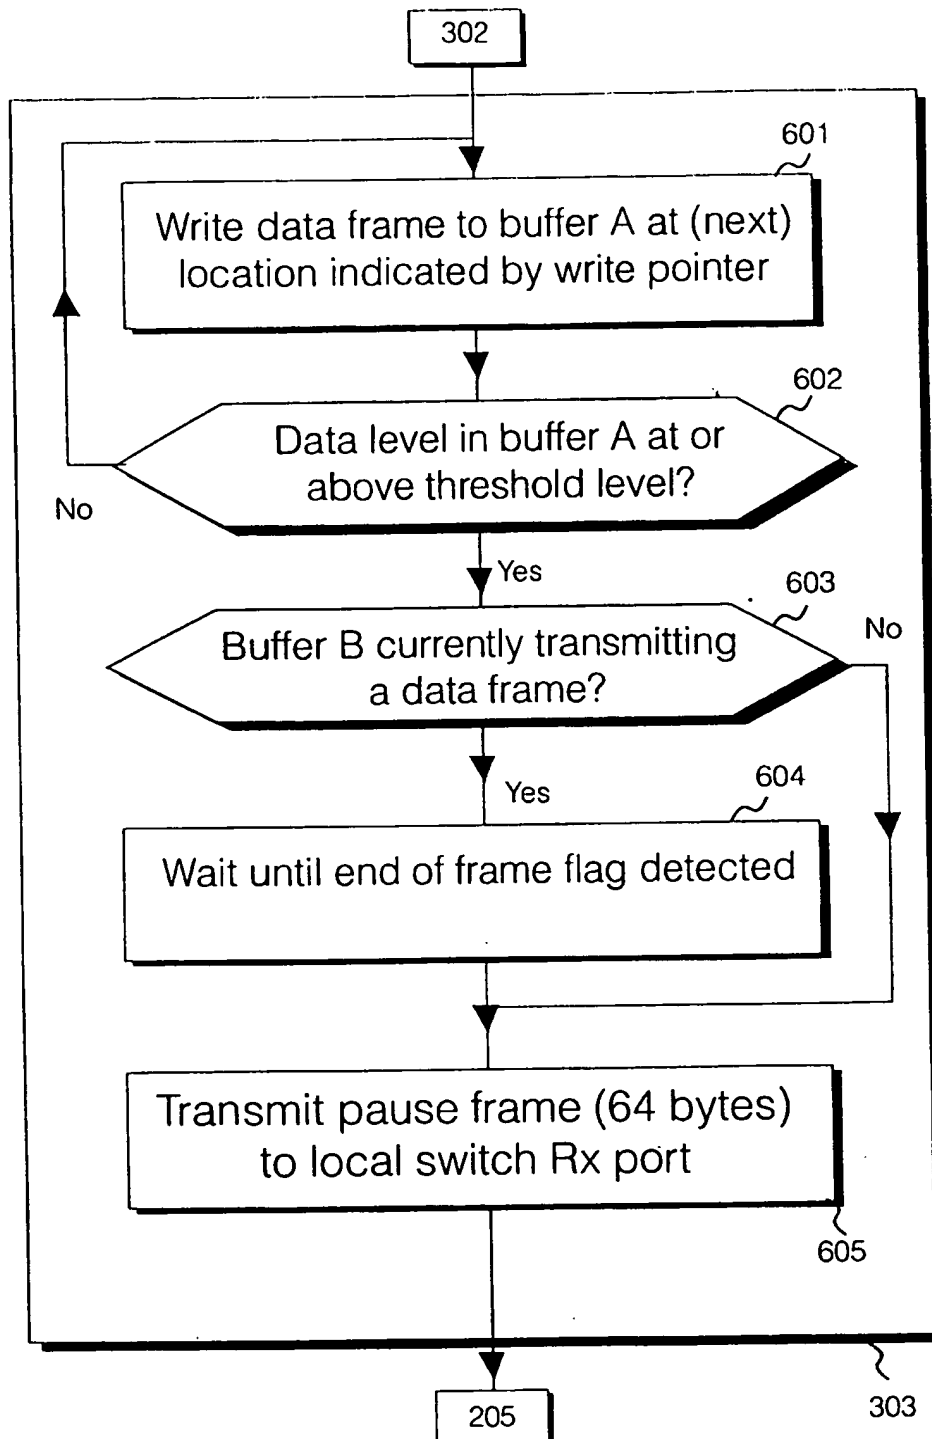 302
601
Write data frame to buffer A at (next)
location indicated by write pointer
602
Data level in buffer A at or
above threshold level?
No
Yes
603
Buffer B currently transmitting
a data frame?
No
Yes
604
Wait until end of frame flag detected
Transmit pause frame (64 bytes)
to local switch Rx port
605
303
205